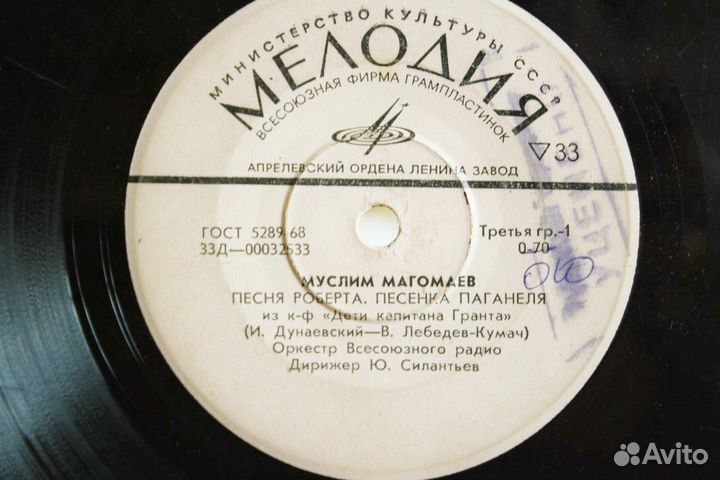 МИНИСТЕРСТВО КУЛЬТУРЫ СССР
МЕЛОДИЯ
ВСЕСОЮЗНАЯ ФИРМА ГРАМПЛАСТИНОК
▽33
АПРЕЛЕВСКИЙ ОРДЕНА ЛЕНИНА ЗАВОД
ГОСТ 5289-68
Третья гр.-1
33Д—00032533
0-70
МУСЛИМ МАГОМАЕВ
ПЕСНЯ РОБЕРТА. ПЕСЕНКА ПАГАНЕЛЯ
из к-ф «Дети капитана Гранта»
(И. Дунаевский—В. Лебедев-Кумач)
Оркестр Всесоюзного радио
Дирижер Ю. Силантьев
Avito